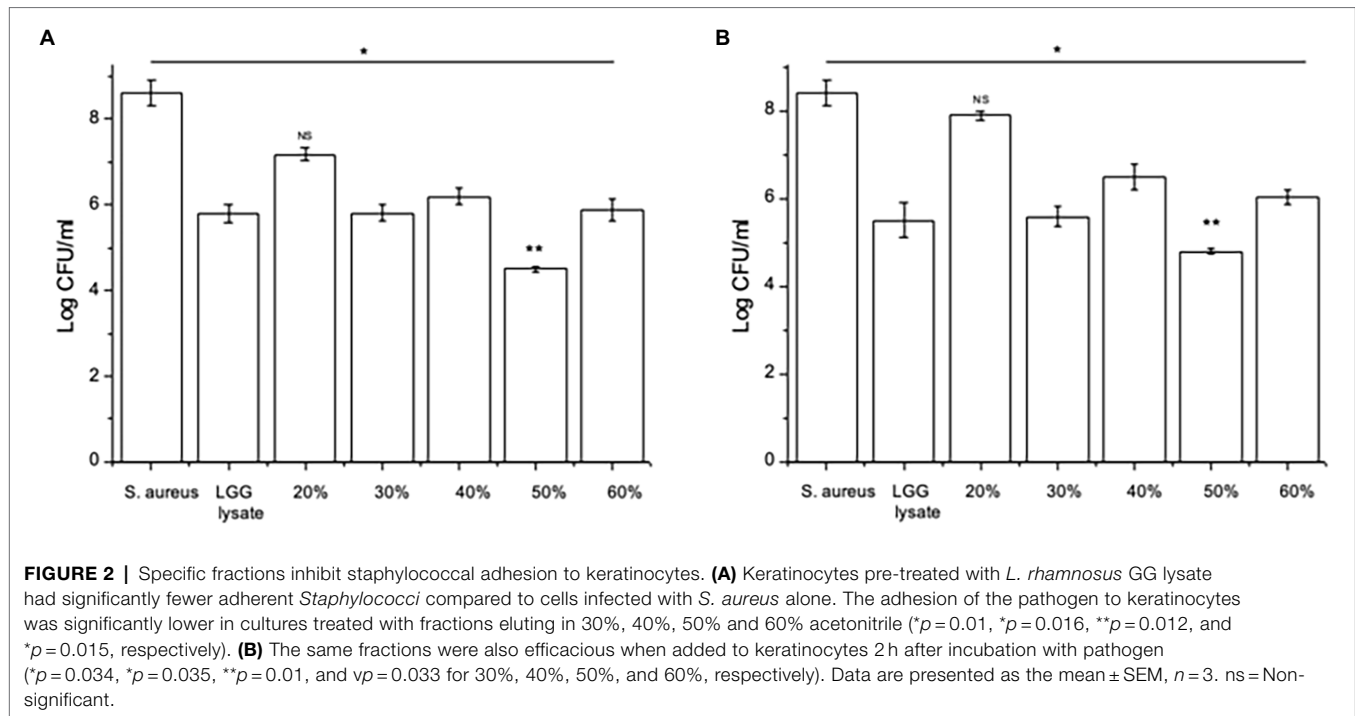 A
*
Log CFU/ml
8
6
4
2
0
NS
**
S. aureus
LGG
lysate
20%
30%
40%
50%
60%
B
*
Log CFU/ml
8
6
4
2
0
NS
**
S. aureus
LGG
lysate
20%
30%
40%
50%
60%
FIGURE 2 | Specific fractions inhibit staphylococcal adhesion to keratinocytes. (A) Keratinocytes pre-treated with L. rhamnosus GG lysate
had significantly fewer adherent Staphylococci compared to cells infected with S. aureus alone. The adhesion of the pathogen to keratinocytes
was significantly lower in cultures treated with fractions eluting in 30%, 40%, 50% and 60% acetonitrile (*p = 0.01, *p = 0.016, **p = 0.012, and
*p = 0.015, respectively). (B) The same fractions were also efficacious when added to keratinocytes 2 h after incubation with pathogen
(*p = 0.034, *p = 0.035, **p = 0.01, and vp = 0.033 for 30%, 40%, 50%, and 60%, respectively). Data are presented as the mean ± SEM, n = 3. ns = Non-
significant.